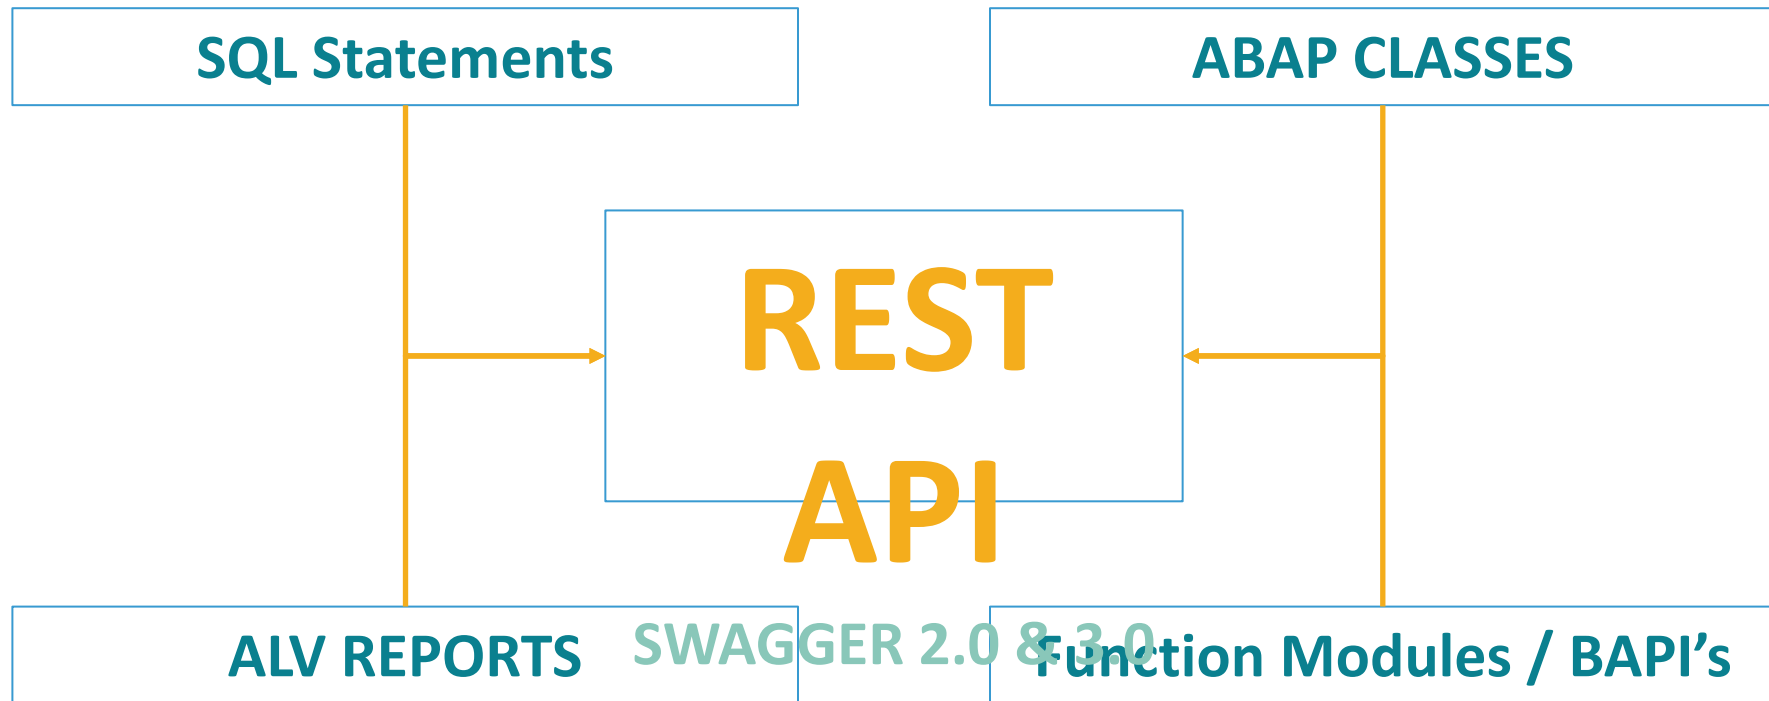 SQL Statements
ABAP CLASSES
REST
API
ALV REPORTS
SWAGGER 2.0 & 3.0
Function Modules / BAPI’s